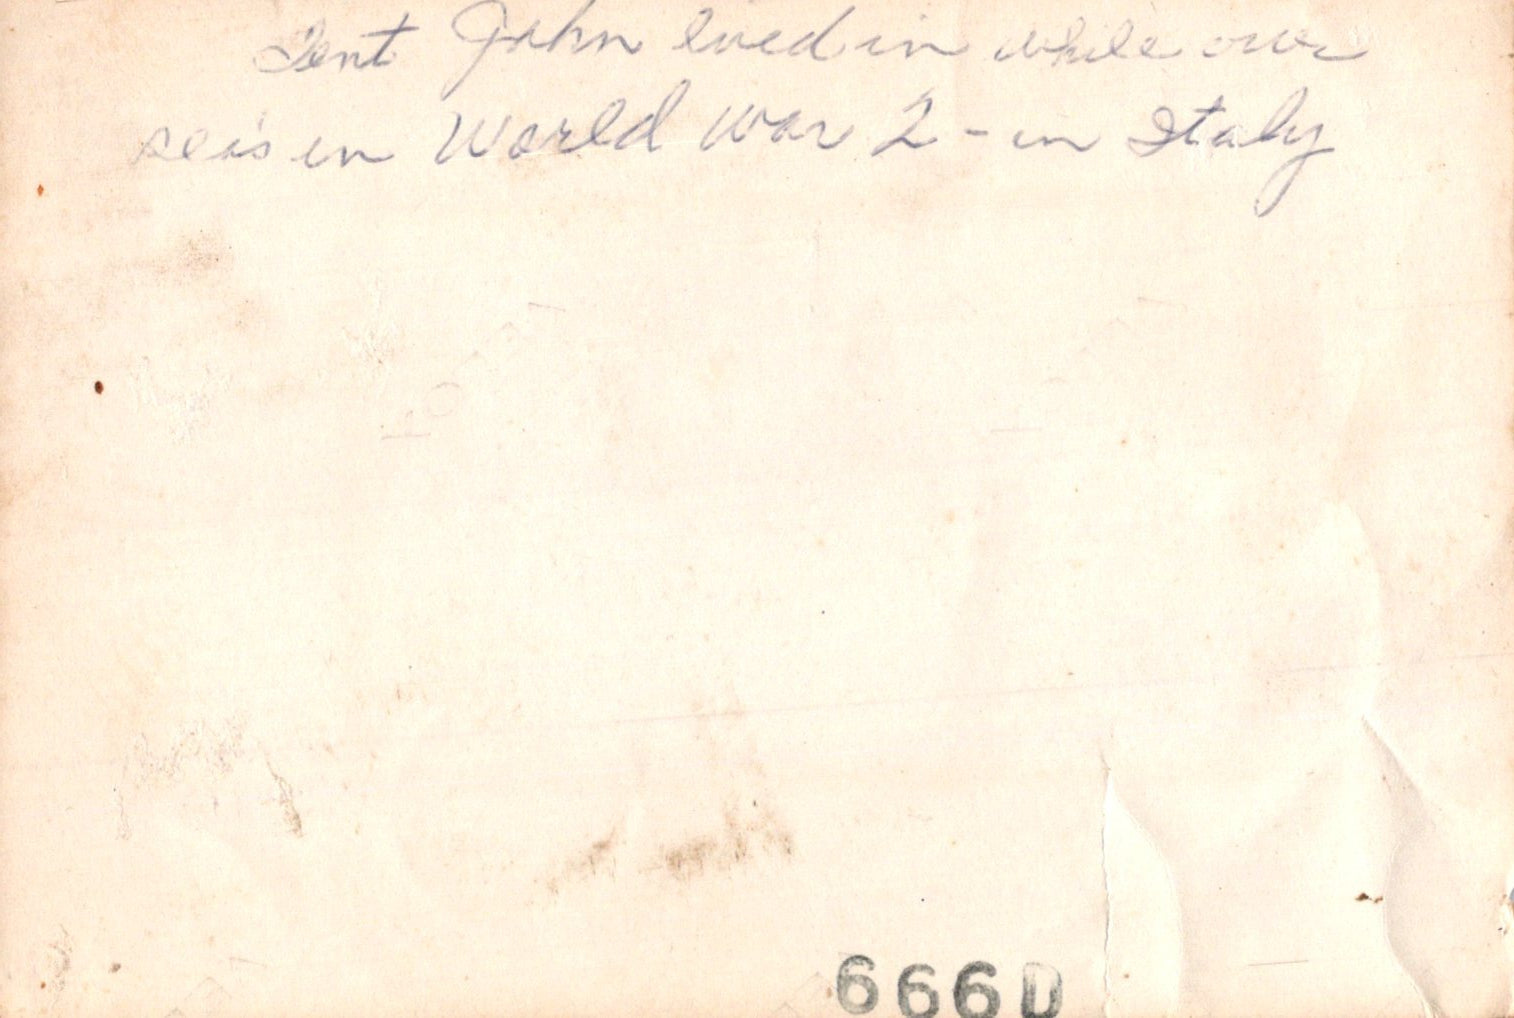 Tent John lived in while over
seas in World War 2 - in Italy
666D